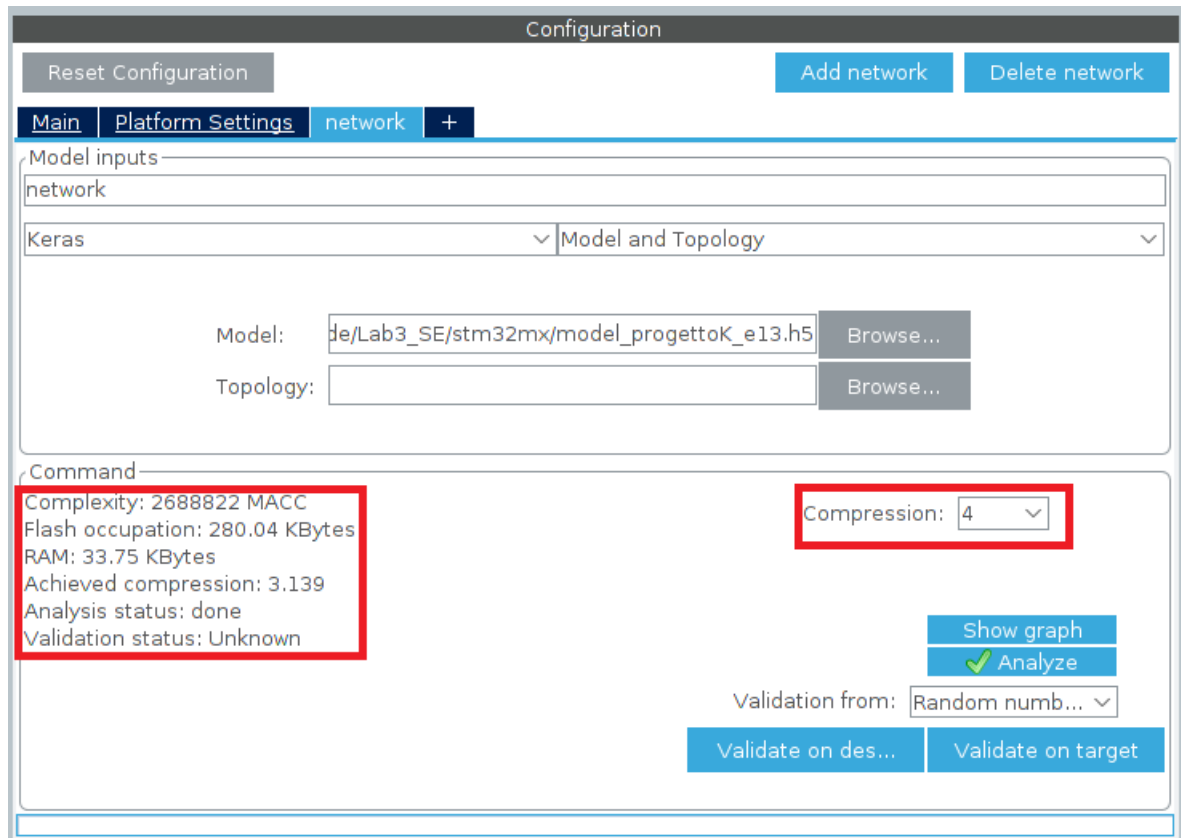 Configuration
Reset Configuration Add network Delete network
Main Platform Settings network +
Model inputs
network
Keras Model and Topology
Model: de/Lab3_SE/stm32mx/model_progettoK_e13.h5 Browse...
Topology: Browse...
Command
Complexity: 2688822 MACC
Flash occupation: 280.04 KBytes
Compression: 4
RAM: 33.75 KBytes
Achieved compression: 3.139
Analysis status: done
Validation status: Unknown
Show graph
Analyze
Validation from: Random numb...
Validate on des... Validate on target